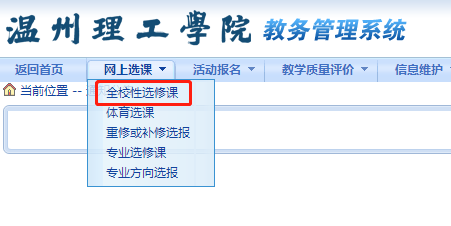 温州理工學院 教务管理系统
返回首页 网上选课 活动报名 教学质量评价 信息维护
当前位置 --
全校性选修课
体育选课
重修或补修选报
专业选修课
专业方向选报